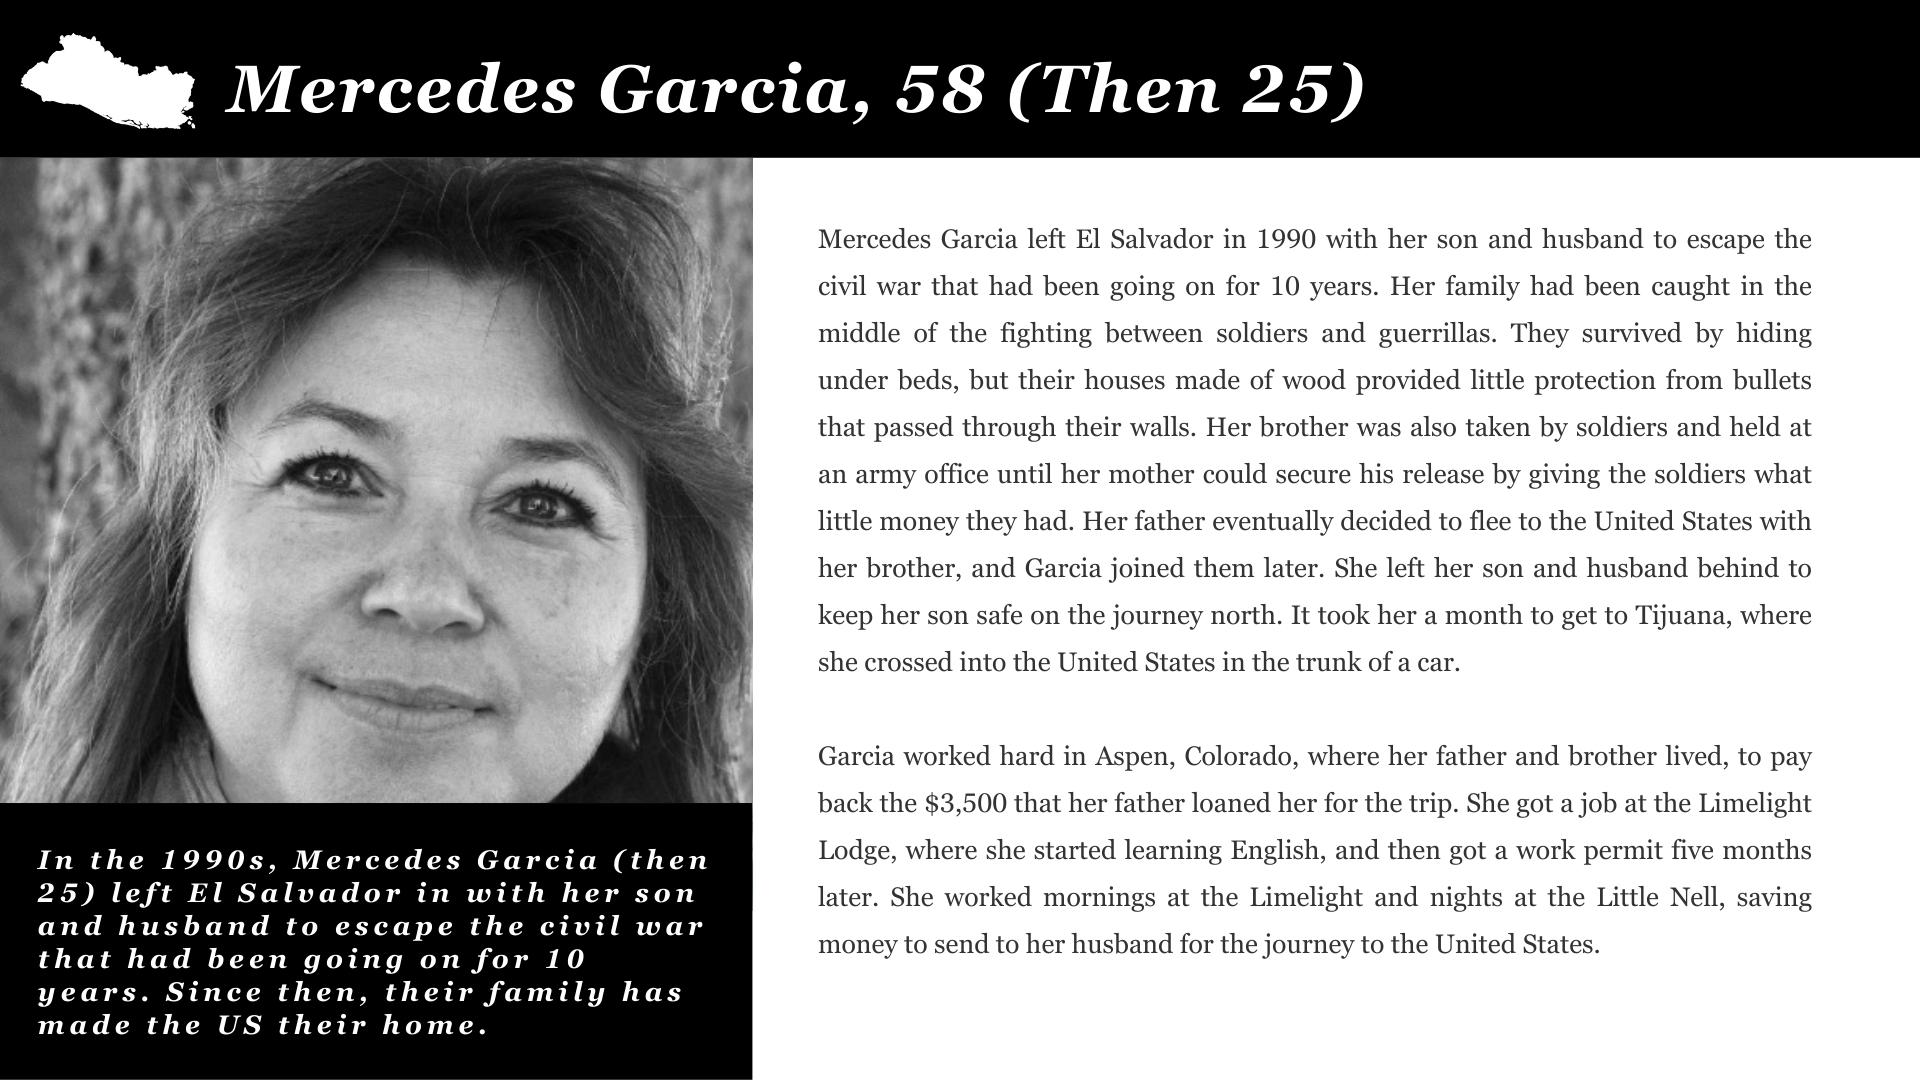 Mercedes Garcia, 58 (Then 25)
Mercedes Garcia left El Salvador in 1990 with her son and husband to escape the
civil war that had been going on for 10 years. Her family had been caught in the
middle of the fighting between soldiers and guerrillas. They survived by hiding
under beds, but their houses made of wood provided little protection from bullets
that passed through their walls. Her brother was also taken by soldiers and held at
an army office until her mother could secure his release by giving the soldiers what
little money they had. Her father eventually decided to flee to the United States with
her brother, and Garcia joined them later. She left her son and husband behind to
keep her son safe on the journey north. It took her a month to get to Tijuana, where
she crossed into the United States in the trunk of a car.
Garcia worked hard in Aspen, Colorado, where her father and brother lived, to pay
back the $3,500 that her father loaned her for the trip. She got a job at the Limelight
Lodge, where she started learning English, and then got a work permit five months
later. She worked mornings at the Limelight and nights at the Little Nell, saving
money to send to her husband for the journey to the United States.
In the 1990s, Mercedes Garcia (then
25) left El Salvador in with her son
and husband to escape the civil war
that had been going on for 10
years. Since then, their family has
made the US their home.